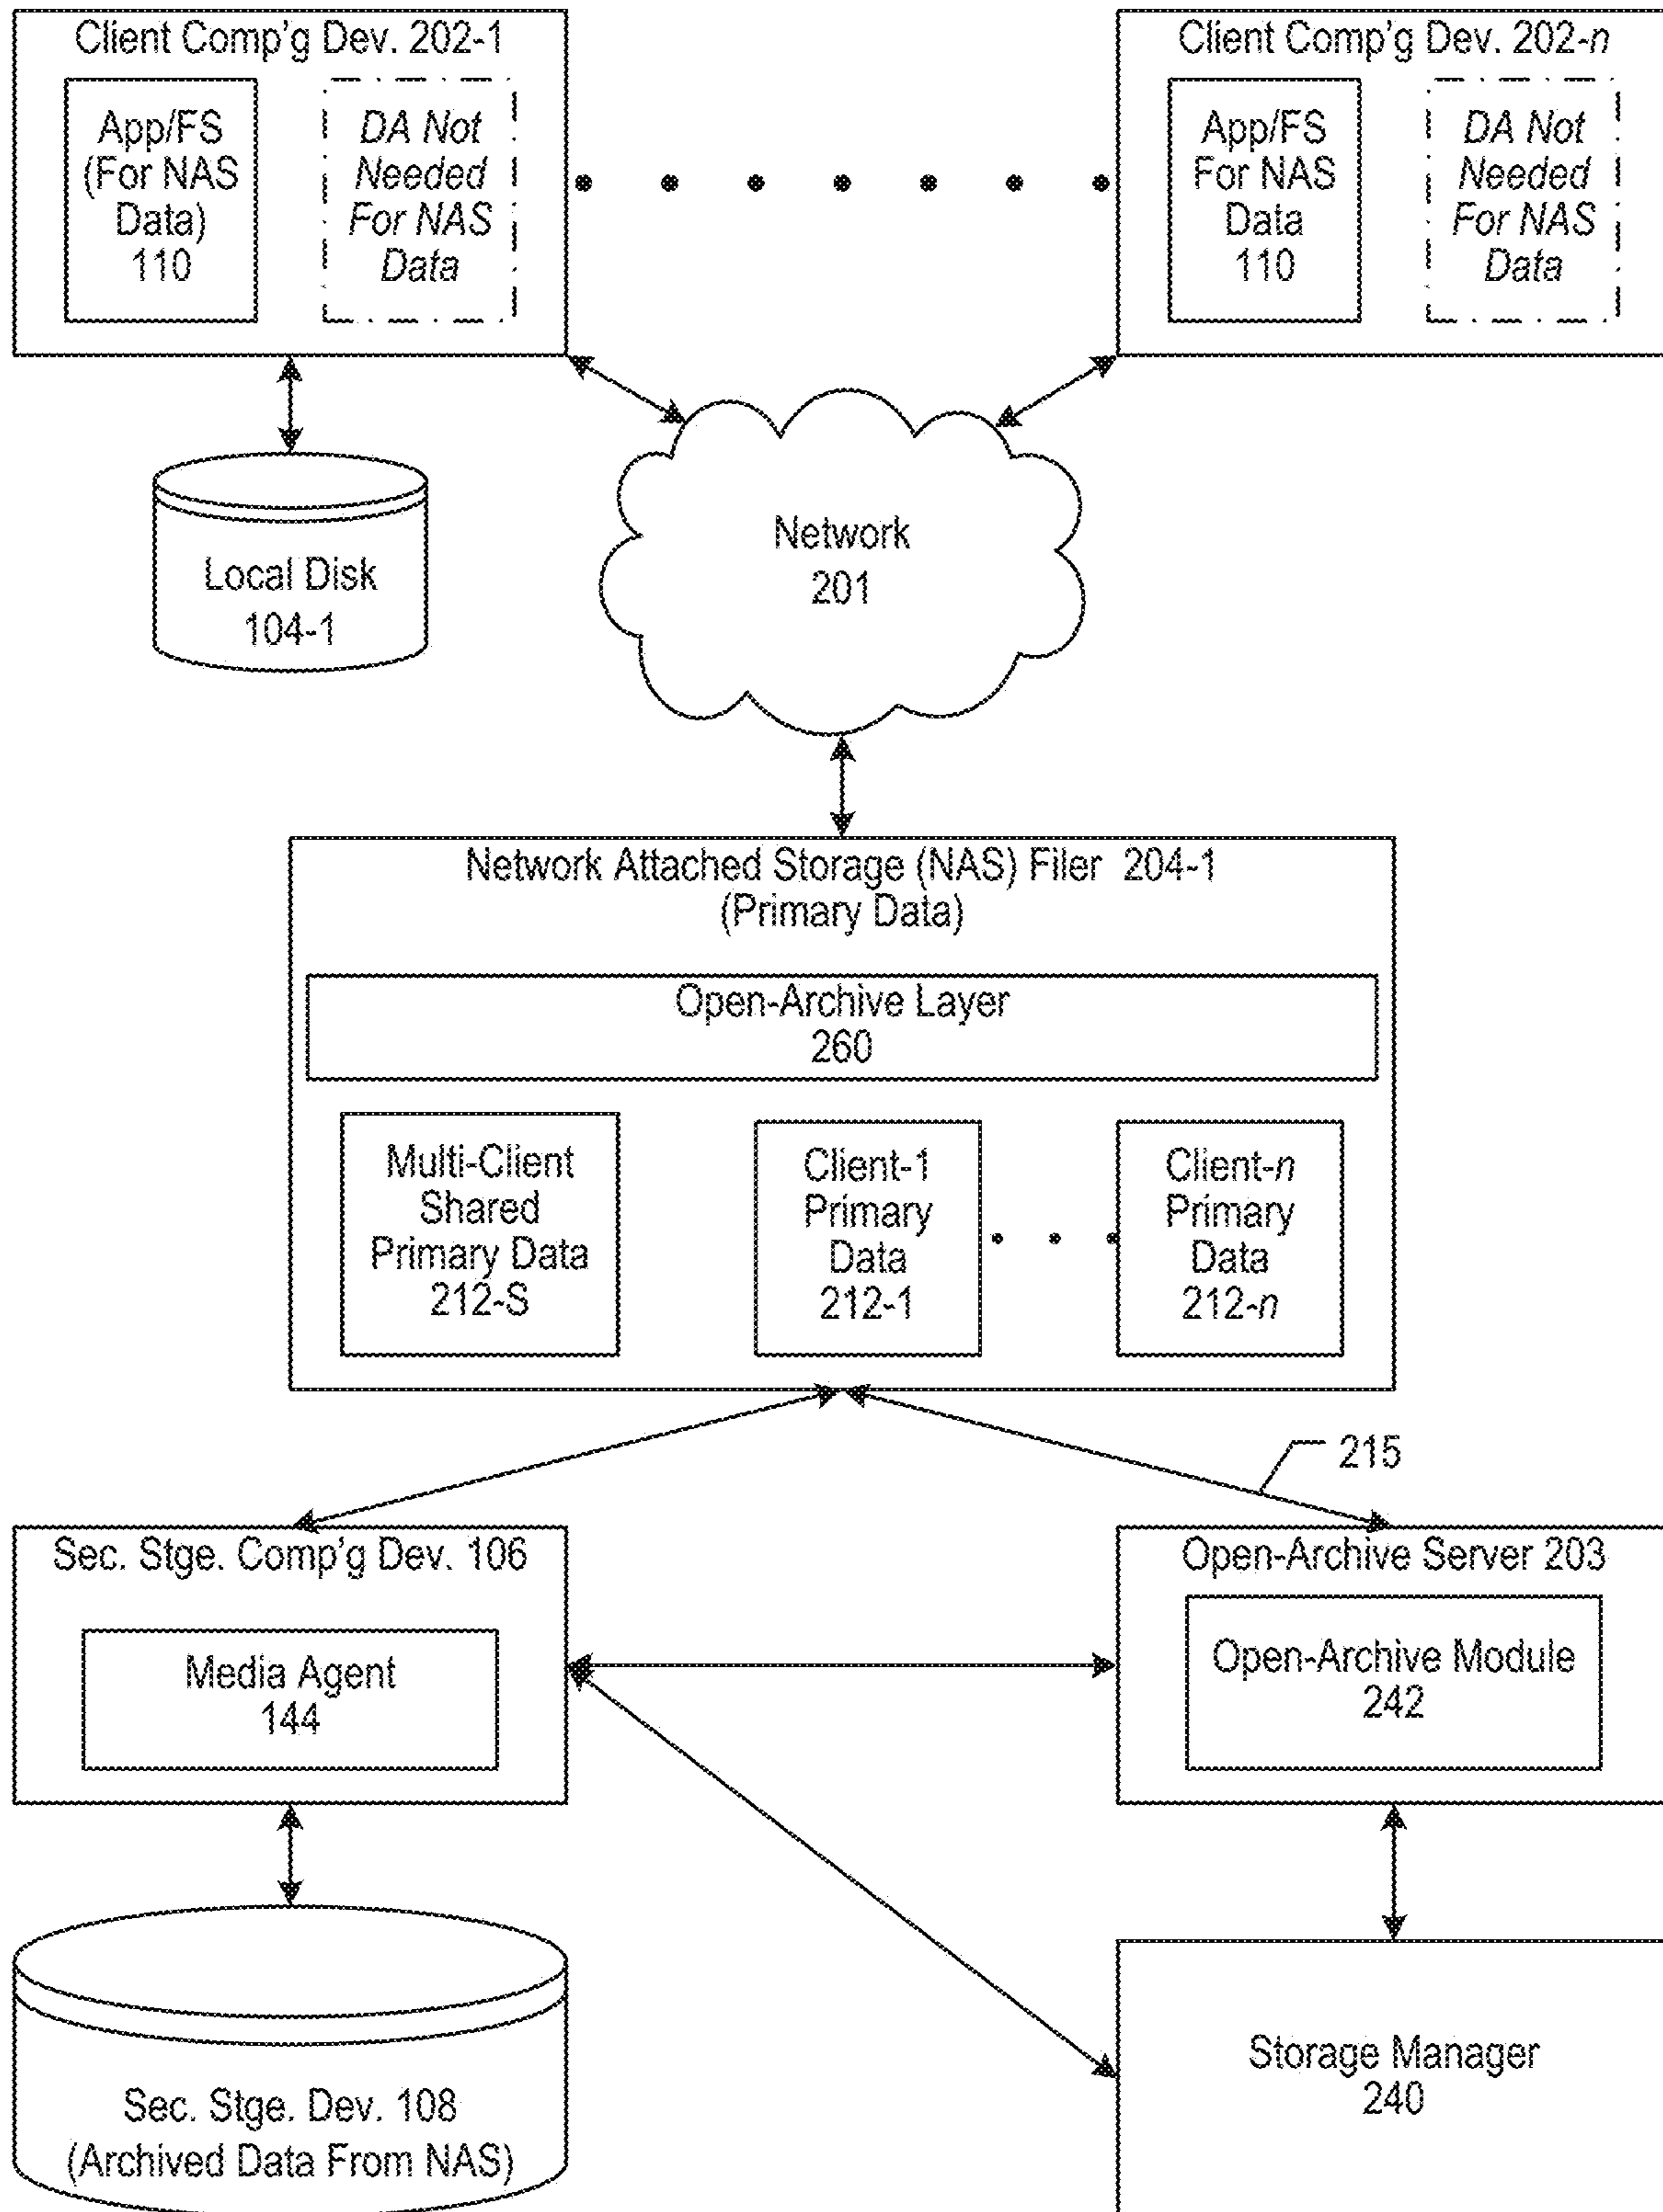 Client Comp'g Dev. 202-1
App/FS
(For NAS
Data)
110
DA Not
Needed
For NAS
Data
Client Comp'g Dev. 202-n
App/FS
For NAS
Data
110
DA Not
Needed
For NAS
Data
Local Disk
104-1
Network
201
Network Attached Storage (NAS) Filer 204-1
(Primary Data)
Open-Archive Layer
260
Multi-Client
Shared
Primary Data
212-S
Client-1
Primary
Data
212-1
Client-n
Primary
Data
212-n
215
Sec. Stge. Comp'g Dev. 106
Media Agent
144
Open-Archive Server 203
Open-Archive Module
242
Sec. Stge. Dev. 108
(Archived Data From NAS)
Storage Manager
240